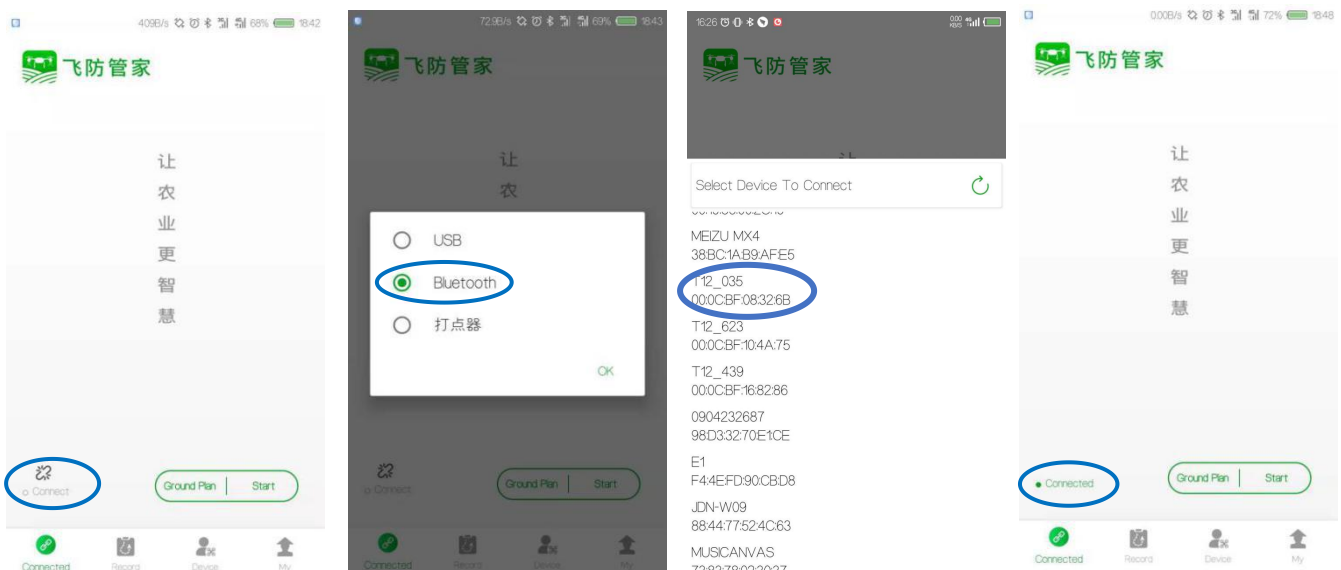 409B/s 68% 18:42
飞防管家
让
农
业
更
智
慧
Connect
Ground Plan Start
Connected Record Device My
72.9B/s 69% 18:43
飞防管家
让
农
USB
Bluetooth
打点器
OK
Connect
Ground Plan Start
Connected Record Device My
16:26 0.00 KB/S
飞防管家
Select Device To Connect
MEIZU MX4
38:BC:1A:B9:AF:E5
T12_035
00:0C:BF:08:32:6B
T12_623
00:0C:BF:10:4A:75
T12_439
00:0C:BF:16:82:86
0904232687
98:D3:32:70:E1:CE
E1
F4:4E:FD:90:CB:D8
JDN-W09
88:44:77:52:4C:63
MUSICANVAS
0.00B/s 72% 18:48
飞防管家
让
农
业
更
智
慧
Connected
Ground Plan Start
Connected Record Device My